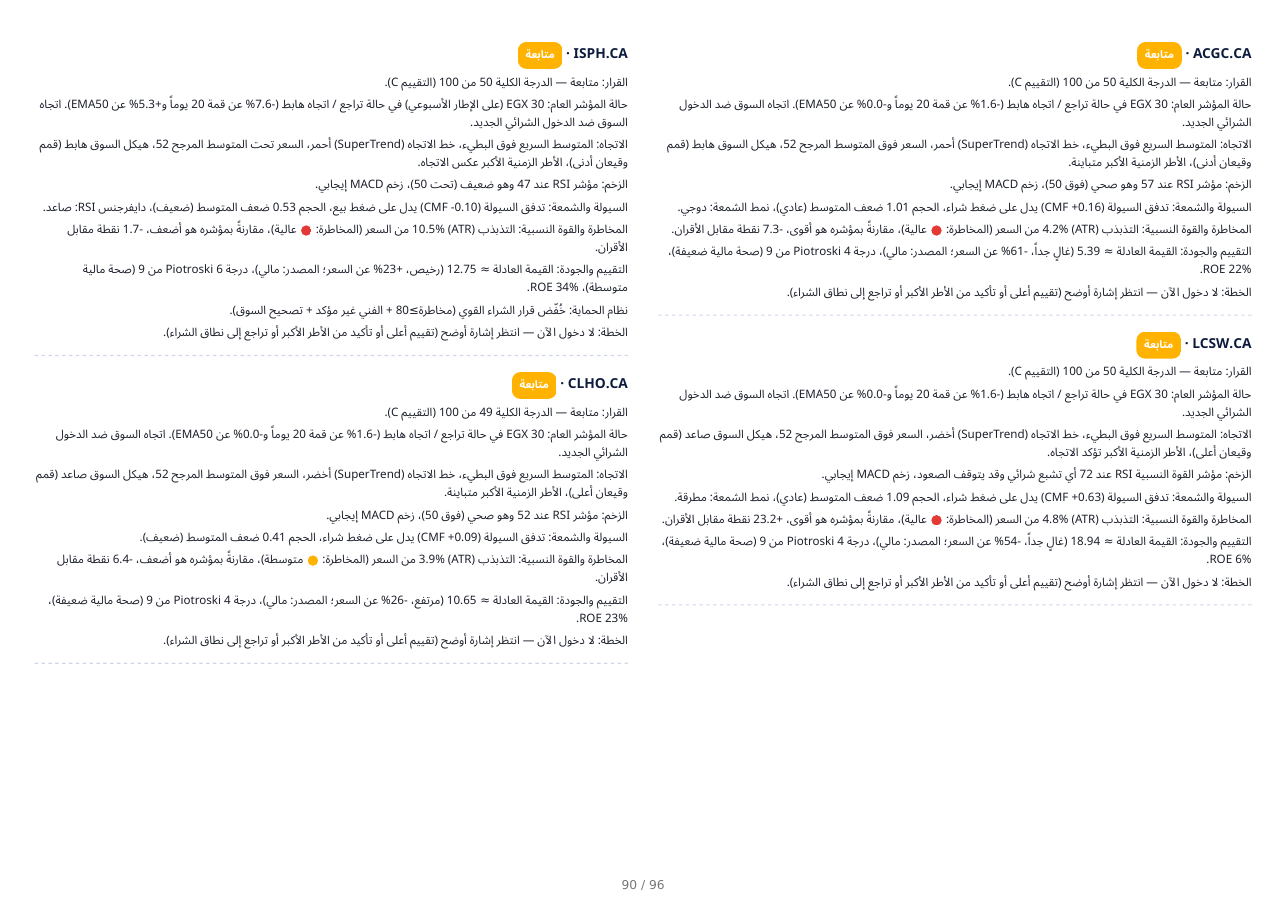 ACGC.CA · متابعة
القرار: متابعة — الدرجة الكلية 50 من 100 (التقييم C).
حالة المؤشر العام: EGX 30 في حالة تراجع / اتجاه هابط (-1.6% عن قمة 20 يوماً و-0.0% عن EMA50). اتجاه السوق ضد الدخول
الشرائي الجديد.
الاتجاه: المتوسط السريع فوق البطيء، خط الاتجاه (SuperTrend) أحمر، السعر فوق المتوسط المرجح 52، هيكل السوق هابط (قمم
وقيعان أدنى)، الأطر الزمنية الأكبر متباينة.
الزخم: مؤشر RSI عند 57 وهو صحي (فوق 50)، زخم MACD إيجابي.
السيولة والشمعة: تدفق السيولة (CMF +0.16) يدل على ضغط شراء، الحجم 1.01 ضعف المتوسط (عادي)، نمط الشمعة: دوجي.
المخاطرة والقوة النسبية: التذبذب (ATR) 4.2% من السعر (المخاطرة: 🔴 عالية)، مقارنةً بمؤشره هو أقوى، -7.3 نقطة مقابل الأقران.
التقييم والجودة: القيمة العادلة ≈ 5.39 (غالٍ جداً، -61% عن السعر؛ المصدر: مالي)، درجة Piotroski 4 من 9 (صحة مالية ضعيفة)،
ROE 22%.
الخطة: لا دخول الآن — انتظر إشارة أوضح (تقييم أعلى أو تأكيد من الأطر الأكبر أو تراجع إلى نطاق الشراء).
LCSW.CA · متابعة
القرار: متابعة — الدرجة الكلية 50 من 100 (التقييم C).
حالة المؤشر العام: EGX 30 في حالة تراجع / اتجاه هابط (-1.6% عن قمة 20 يوماً و-0.0% عن EMA50). اتجاه السوق ضد الدخول
الشرائي الجديد.
الاتجاه: المتوسط السريع فوق البطيء، خط الاتجاه (SuperTrend) أخضر، السعر فوق المتوسط المرجح 52، هيكل السوق صاعد (قمم
وقيعان أعلى)، الأطر الزمنية الأكبر تؤكد الاتجاه.
الزخم: مؤشر القوة النسبية RSI عند 72 أي تشبع شرائي وقد يتوقف الصعود، زخم MACD إيجابي.
السيولة والشمعة: تدفق السيولة (CMF +0.63) يدل على ضغط شراء، الحجم 1.09 ضعف المتوسط (عادي)، نمط الشمعة: مطرقة.
المخاطرة والقوة النسبية: التذبذب (ATR) 4.8% من السعر (المخاطرة: 🔴 عالية)، مقارنةً بمؤشره هو أقوى، +23.2 نقطة مقابل الأقران.
التقييم والجودة: القيمة العادلة ≈ 18.94 (غالٍ جداً، -54% عن السعر؛ المصدر: مالي)، درجة Piotroski 4 من 9 (صحة مالية ضعيفة)،
ROE 6%.
الخطة: لا دخول الآن — انتظر إشارة أوضح (تقييم أعلى أو تأكيد من الأطر الأكبر أو تراجع إلى نطاق الشراء).
ISPH.CA · متابعة
القرار: متابعة — الدرجة الكلية 50 من 100 (التقييم C).
حالة المؤشر العام: EGX 30 (على الإطار الأسبوعي) في حالة تراجع / اتجاه هابط (-7.6% عن قمة 20 يوماً و+5.3% عن EMA50). اتجاه
السوق ضد الدخول الشرائي الجديد.
الاتجاه: المتوسط السريع فوق البطيء، خط الاتجاه (SuperTrend) أحمر، السعر تحت المتوسط المرجح 52، هيكل السوق هابط (قمم
وقيعان أدنى)، الأطر الزمنية الأكبر عكس الاتجاه.
الزخم: مؤشر RSI عند 47 وهو ضعيف (تحت 50)، زخم MACD إيجابي.
السيولة والشمعة: تدفق السيولة (CMF -0.10) يدل على ضغط بيع، الحجم 0.53 ضعف المتوسط (ضعيف)، دايفرجنس RSI: صاعد.
المخاطرة والقوة النسبية: التذبذب (ATR) 10.5% من السعر (المخاطرة: 🔴 عالية)، مقارنةً بمؤشره هو أضعف، -1.7 نقطة مقابل
الأقران.
التقييم والجودة: القيمة العادلة ≈ 12.75 (رخيص، +23% عن السعر؛ المصدر: مالي)، درجة Piotroski 6 من 9 (صحة مالية
متوسطة)، ROE 34%.
نظام الحماية: خُفّض قرار الشراء القوي (مخاطرة≥80 + الفني غير مؤكد + تصحيح السوق).
الخطة: لا دخول الآن — انتظر إشارة أوضح (تقييم أعلى أو تأكيد من الأطر الأكبر أو تراجع إلى نطاق الشراء).
CLHO.CA · متابعة
القرار: متابعة — الدرجة الكلية 49 من 100 (التقييم C).
حالة المؤشر العام: EGX 30 في حالة تراجع / اتجاه هابط (-1.6% عن قمة 20 يوماً و-0.0% عن EMA50). اتجاه السوق ضد الدخول
الشرائي الجديد.
الاتجاه: المتوسط السريع فوق البطيء، خط الاتجاه (SuperTrend) أخضر، السعر فوق المتوسط المرجح 52، هيكل السوق صاعد (قمم
وقيعان أعلى)، الأطر الزمنية الأكبر متباينة.
الزخم: مؤشر RSI عند 52 وهو صحي (فوق 50)، زخم MACD إيجابي.
السيولة والشمعة: تدفق السيولة (CMF +0.09) يدل على ضغط شراء، الحجم 0.41 ضعف المتوسط (ضعيف).
المخاطرة والقوة النسبية: التذبذب (ATR) 3.9% من السعر (المخاطرة: 🟡 متوسطة)، مقارنةً بمؤشره هو أضعف، -6.4 نقطة مقابل
الأقران.
التقييم والجودة: القيمة العادلة ≈ 10.65 (مرتفع، -26% عن السعر؛ المصدر: مالي)، درجة Piotroski 4 من 9 (صحة مالية ضعيفة)،
ROE 23%.
الخطة: لا دخول الآن — انتظر إشارة أوضح (تقييم أعلى أو تأكيد من الأطر الأكبر أو تراجع إلى نطاق الشراء).
90 / 96